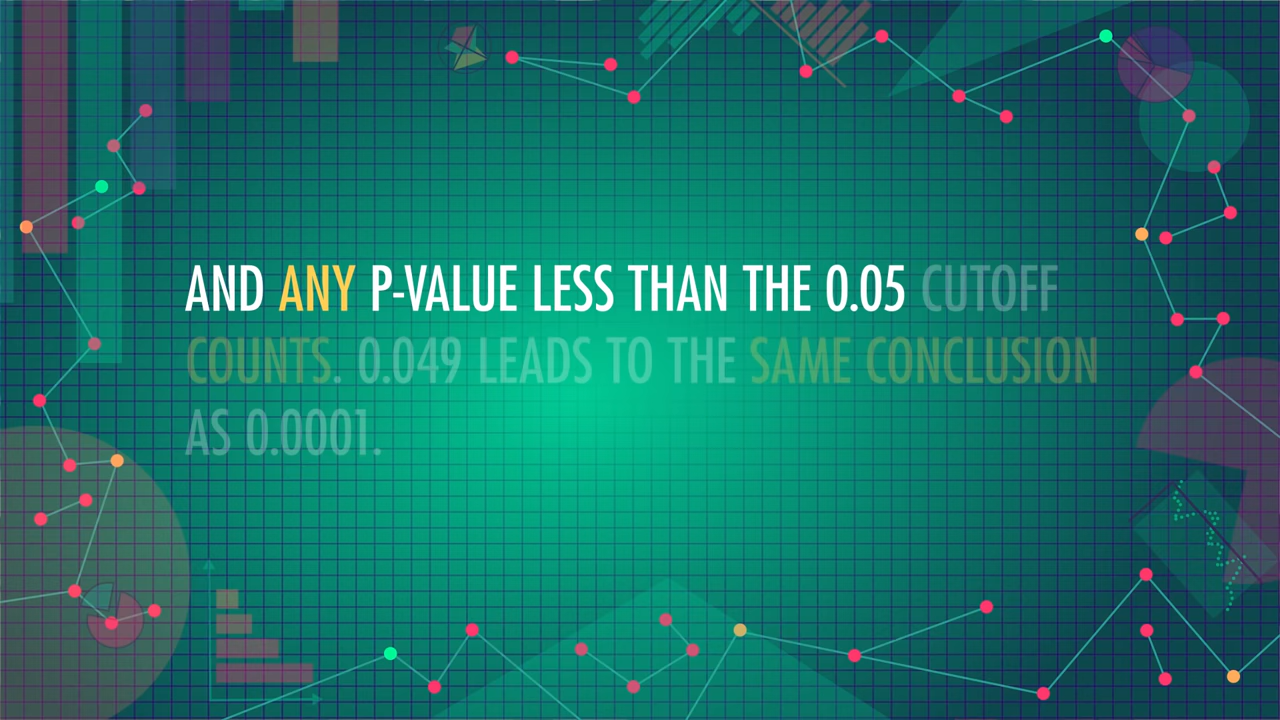 AND ANY P-VALUE LESS THAN THE 0.05 CUTOFF
COUNTS. 0.049 LEADS TO THE SAME CONCLUSION
AS 0.0001.